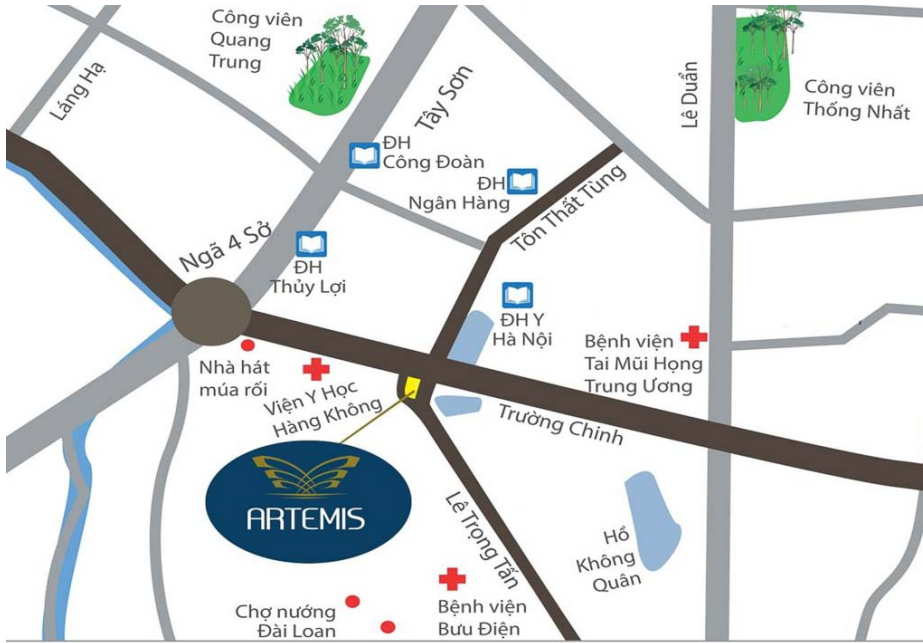 Công viên
Quang
Trung
Láng Hạ
Tây Sơn
Lê Duẩn
Công viên
Thống Nhất
ĐH
Công Đoàn
ĐH
Ngân Hàng
Tôn Thất Tùng
Ngã 4 Sở
ĐH
Thủy Lợi
ĐH Y
Hà Nội
Bệnh viện
Tai Mũi Họng
Trung Ương
Nhà hát
múa rối
Viện Y Học
Hàng Không
Trường Chinh
ARTEMIS
Lê Trọng Tấn
Hồ
Không
Quân
Chợ nướng
Đài Loan
Bệnh viện
Bưu Điện